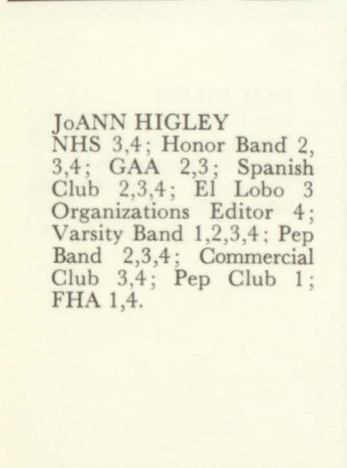 JoANN HIGLEY
NHS 3,4; Honor Band 2,
3,4; GAA 2,3; Spanish
Club 2,3,4; El Lobo 3
Organizations Editor 4;
Varsity Band 1,2,3,4; Pep
Band 2,3,4; Commercial
Club 3,4; Pep Club 1;
FHA 1,4.